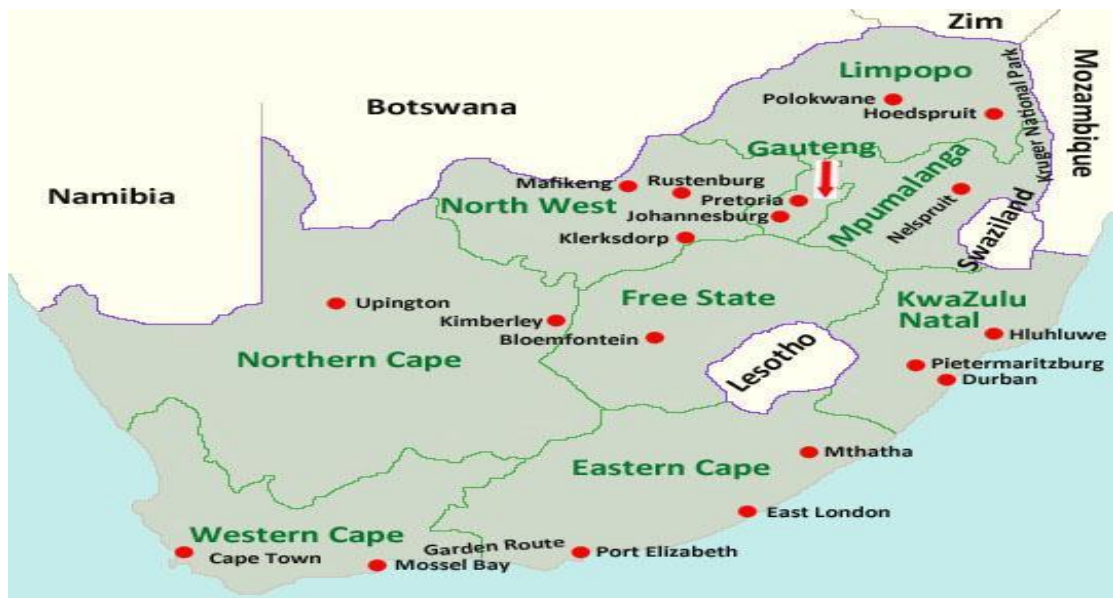 Zim
Limpopo
Polokwane
Hoedspruit
Kruger National Park
Mozambique
Botswana
Gauteng
Namibia
Mafikeng
Rustenburg
North West
Pretoria
Johannesburg
Mpumalanga
Nelspruit
Swaziland
Klerksdorp
Upington
Free State
KwaZulu
Natal
Kimberley
Bloemfontein
Hluhluwe
Northern Cape
Lesotho
Pietermaritzburg
Durban
Eastern Cape
Mthatha
East London
Western Cape
Cape Town
Garden Route
Mossel Bay
Port Elizabeth